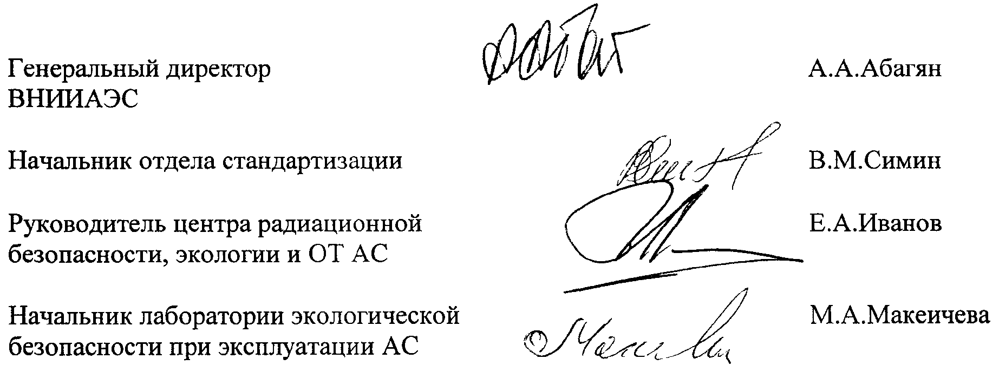 Генеральный директор А.А.Абагян
ВНИИАЭС
Начальник отдела стандартизации В.М.Симин
Руководитель центра радиационной Е.А.Иванов
безопасности, экологии и ОТ АС
Начальник лаборатории экологической М.А.Макеичева
безопасности при эксплуатации АС